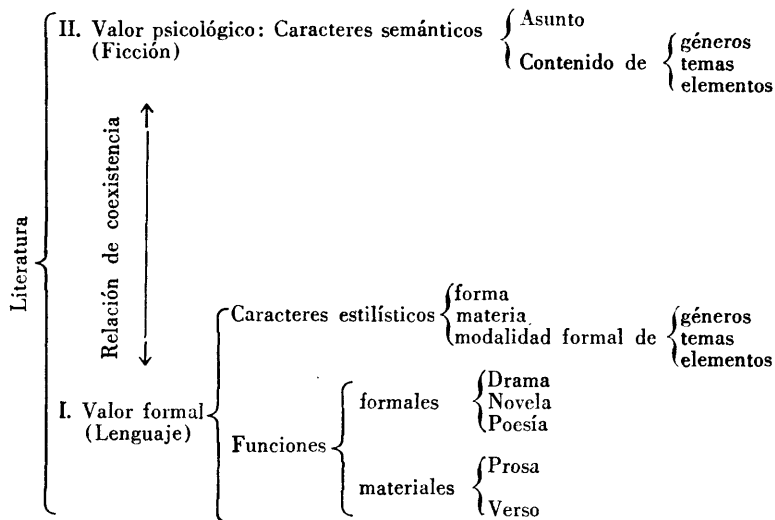 Literatura
II. Valor psicológico: Caracteres semánticos
(Ficción)
Asunto
Contenido de
géneros
temas
elementos
Relación de coexistencia
I. Valor formal
(Lenguaje)
Caracteres estilísticos
forma
materia
modalidad formal de
géneros
temas
elementos
Funciones
formales
Drama
Novela
Poesía
materiales
Prosa
Verso